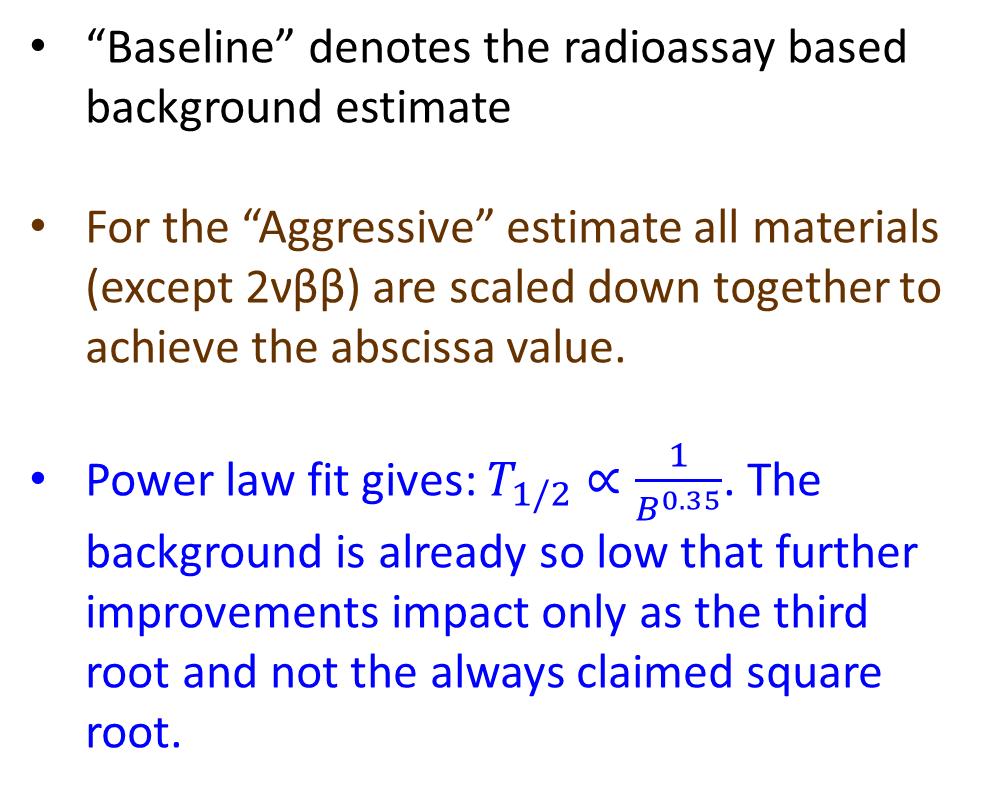 • “Baseline” denotes the radioassay based
background estimate
• For the “Aggressive” estimate all materials
(except 2νββ) are scaled down together to
achieve the abscissa value.
• Power law fit gives: $T_{1/2} \propto \frac{1}{B^{0.35}}$. The
background is already so low that further
improvements impact only as the third
root and not the always claimed square
root.